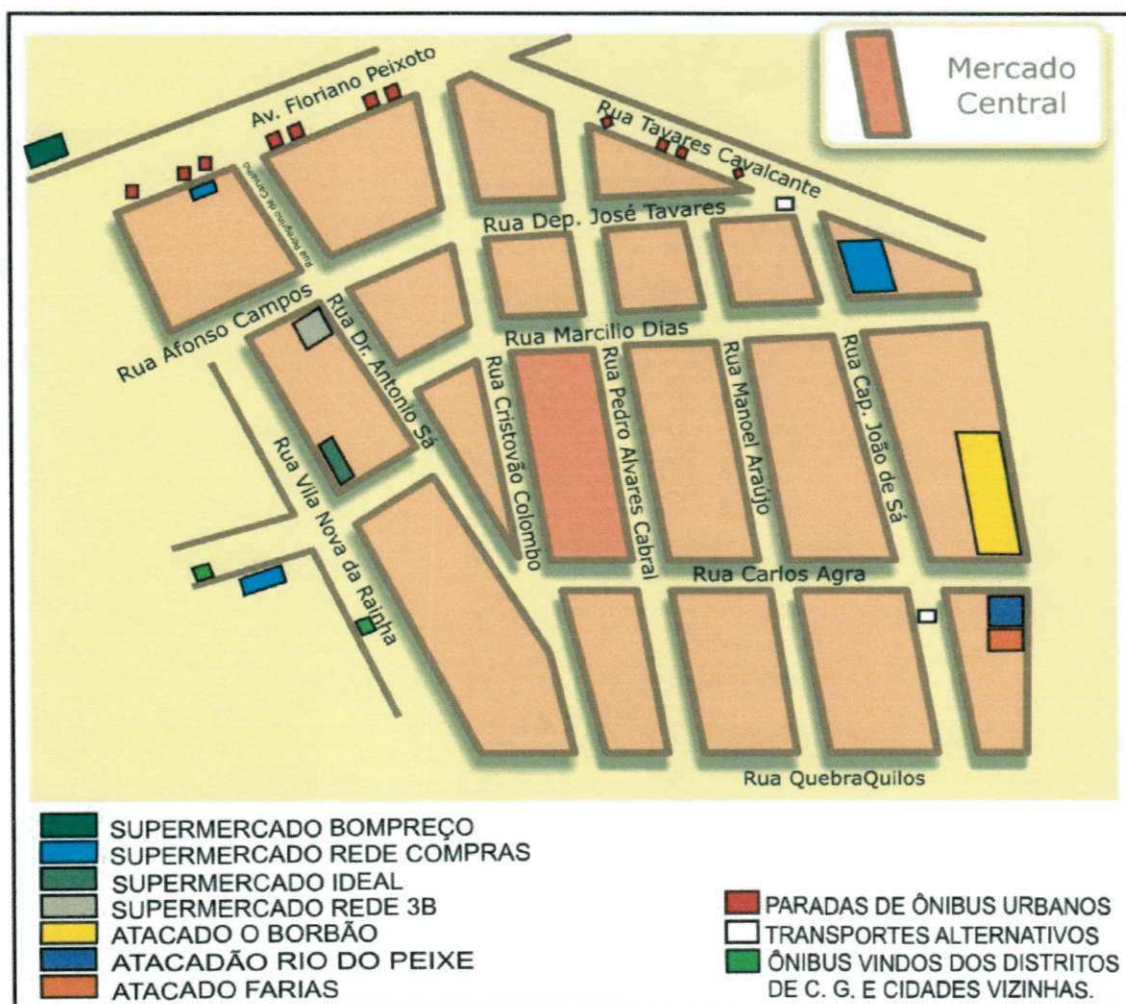 Mercado
Central
Av. Floriano Peixoto
Rua Tavares Cavalcante
Rua Peregrino de Carvalho
Rua Dep. José Tavares
Rua Afonso Campos
Rua Dr. Antonio Sá
Rua Marcilio Dias
Rua Cristovão Colombo
Rua Pedro Alvares Cabral
Rua Manoel Araújo
Rua Cap. João de Sá
Rua Vila Nova da Rainha
Rua Carlos Agra
Rua QuebraQuilos
SUPERMERCADO BOMPREÇO
SUPERMERCADO REDE COMPRAS
SUPERMERCADO IDEAL
SUPERMERCADO REDE 3B
ATACADO O BORBÃO
ATACADÃO RIO DO PEIXE
ATACADO FARIAS
PARADAS DE ÔNIBUS URBANOS
TRANSPORTES ALTERNATIVOS
ÔNIBUS VINDOS DOS DISTRITOS
DE C. G. E CIDADES VIZINHAS.